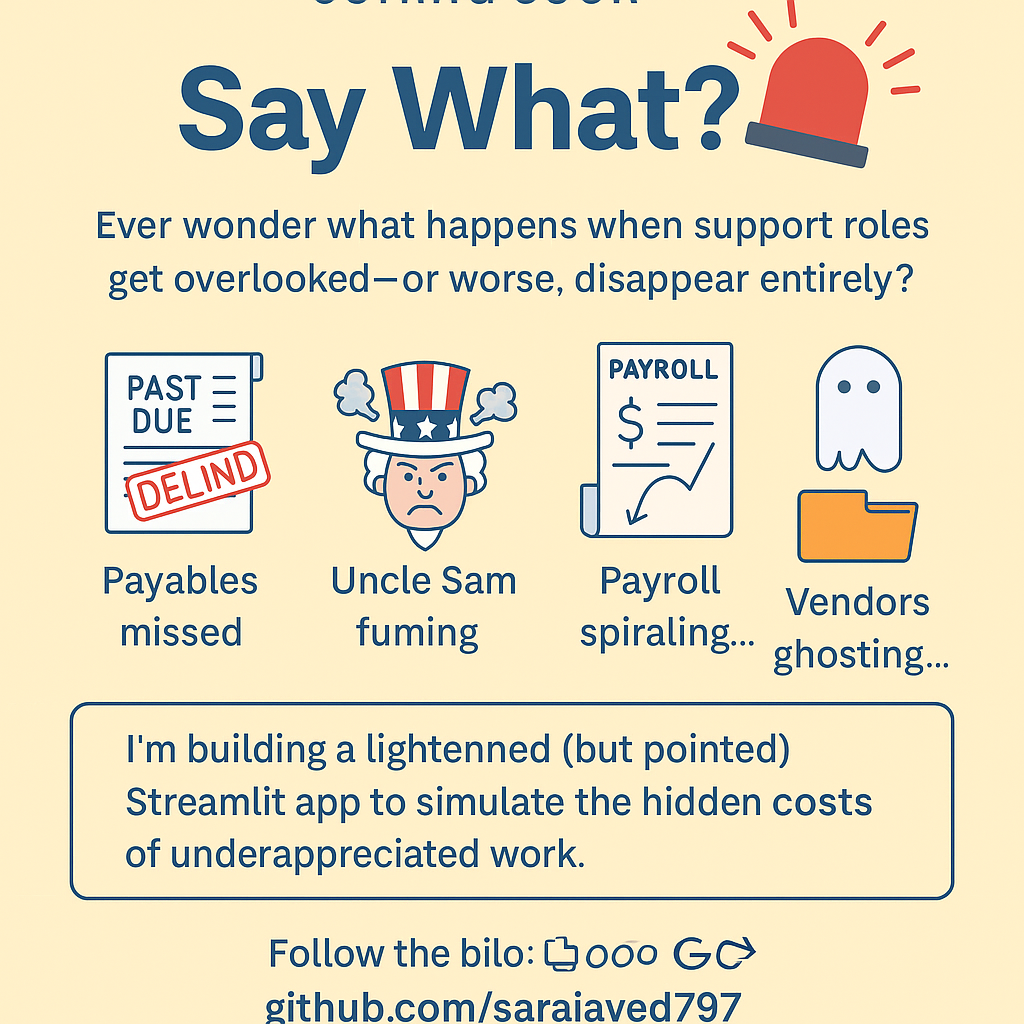 Say What?
Ever wonder what happens when support roles
get overlooked—or worse, disappear entirely?
PAST
DUE
DELIND
PAYROLL
$
Payables
missed
Uncle Sam
fuming
Payroll
spiraling...
Vendors
ghosting...
I'm building a lightenned (but pointed)
Streamlit app to simulate the hidden costs
of underappreciated work.
Follow the bilo:
github.com/saraiaved797